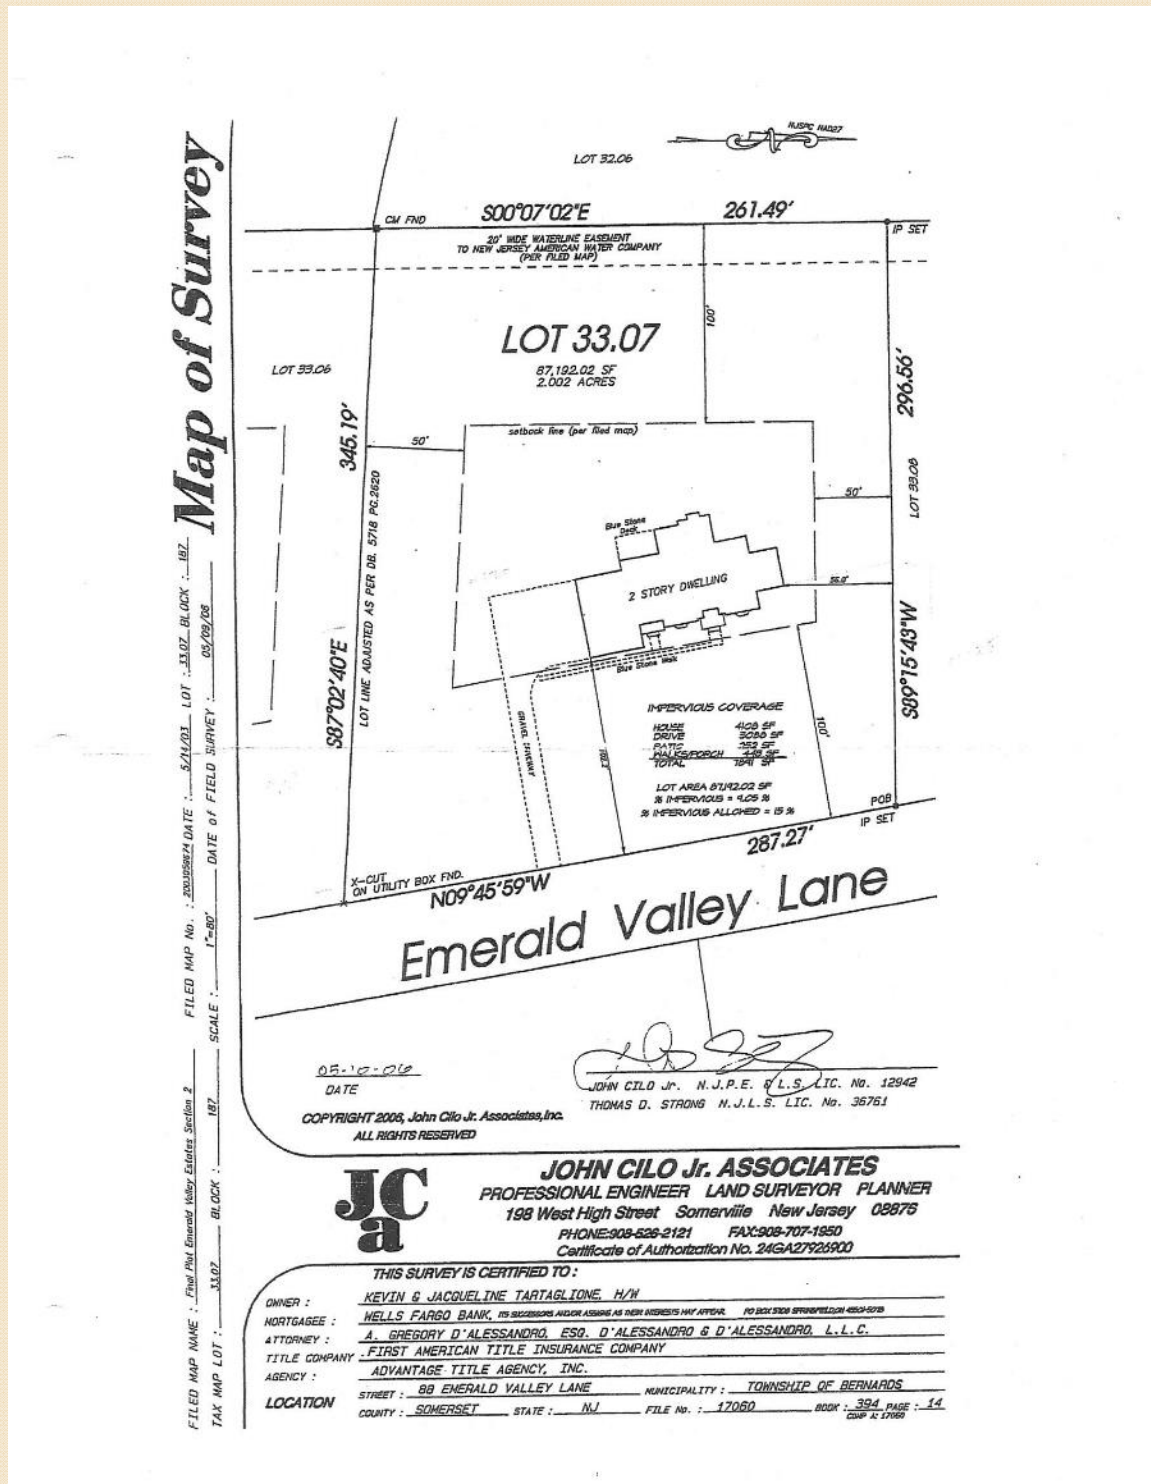 Map of Survey
FILED MAP NAME : Final Plat Emerald Valley Estates Section 2 FILED MAP No. : DATE : 5/14/03 LOT : 33.07 BLOCK : 187
TAX MAP LOT : 33.07 BLOCK : 187 SCALE : 1"=80' DATE of FIELD SURVEY : 05/09/06
NJSPC NAD27
LOT 32.06
CM FND
S00°07'02"E
261.49'
IP SET
20' WIDE WATERLINE EASEMENT
TO NEW JERSEY AMERICAN WATER COMPANY
(PER FILED MAP)
LOT 33.07
87,192.02 SF
2.002 ACRES
100'
LOT 33.06
296.56'
345.19'
setback line (per filed map)
50'
50'
LOT 33.08
LOT LINE ADJUSTED AS PER DB. 5718 PG.2620
Blue Stone
Deck
2 STORY DWELLING
56.0'
S87°02'40"E
S89°15'43"W
Blue Stone Walk
GRAVEL DRIVEWAY
IMPERVIOUS COVERAGE
HOUSE 4108 SF
DRIVE SF
PATIO SF
WALKS/PORCH SF
TOTAL SF
100'
LOT AREA 87,192.02 SF
% IMPERVIOUS = 9.05 %
% IMPERVIOUS ALLOWED = 15 %
POB
IP SET
287.27'
X-CUT
ON UTILITY BOX FND.
N09°45'59"W
Emerald Valley Lane
05-10-06
DATE
JOHN CILO Jr. N.J.P.E. & L.S. LIC. No. 12942
THOMAS D. STRONG N.J.L.S. LIC. No. 36761
COPYRIGHT 2006, John Cilo Jr. Associates, Inc.
ALL RIGHTS RESERVED
JCa
JOHN CILO Jr. ASSOCIATES
PROFESSIONAL ENGINEER LAND SURVEYOR PLANNER
198 West High Street Somerville New Jersey 08876
PHONE:908-526-2121 FAX:908-707-1950
Certificate of Authorization No. 24GA27926900
THIS SURVEY IS CERTIFIED TO :
OWNER : KEVIN & JACQUELINE TARTAGLIONE, H/W
MORTGAGEE : WELLS FARGO BANK, ITS SUCCESSORS AND/OR ASSIGNS AS THEIR INTERESTS MAY APPEAR.
ATTORNEY : A. GREGORY D'ALESSANDRO, ESQ. D'ALESSANDRO & D'ALESSANDRO, L.L.C.
TITLE COMPANY : FIRST AMERICAN TITLE INSURANCE COMPANY
AGENCY : ADVANTAGE TITLE AGENCY, INC.
LOCATION STREET : 88 EMERALD VALLEY LANE MUNICIPALITY : TOWNSHIP OF BERNARDS
COUNTY : SOMERSET STATE : NJ FILE No. : 17060 BOOK : 394 PAGE : 14
COMP A: 17060